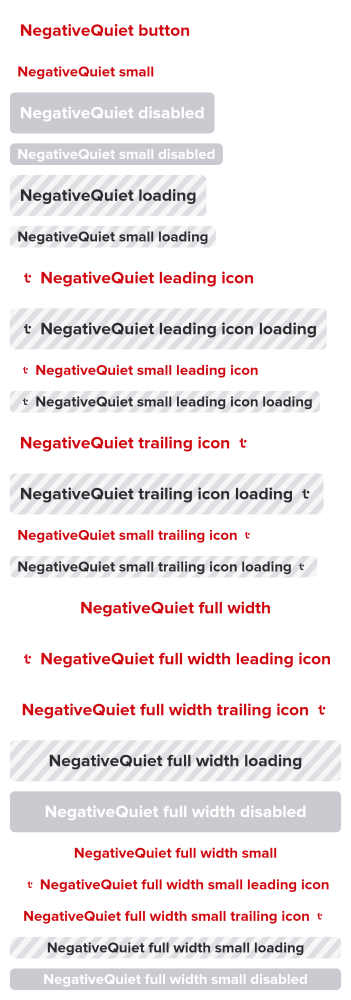 NegativeQuiet button
NegativeQuiet small
NegativeQuiet disabled
NegativeQuiet small disabled
NegativeQuiet loading
NegativeQuiet small loading
NegativeQuiet leading icon
NegativeQuiet leading icon loading
NegativeQuiet small leading icon
NegativeQuiet small leading icon loading
NegativeQuiet trailing icon
NegativeQuiet trailing icon loading
NegativeQuiet small trailing icon
NegativeQuiet small trailing icon loading
NegativeQuiet full width
NegativeQuiet full width leading icon
NegativeQuiet full width trailing icon
NegativeQuiet full width loading
NegativeQuiet full width disabled
NegativeQuiet full width small
NegativeQuiet full width small leading icon
NegativeQuiet full width small trailing icon
NegativeQuiet full width small loading
NegativeQuiet full width small disabled